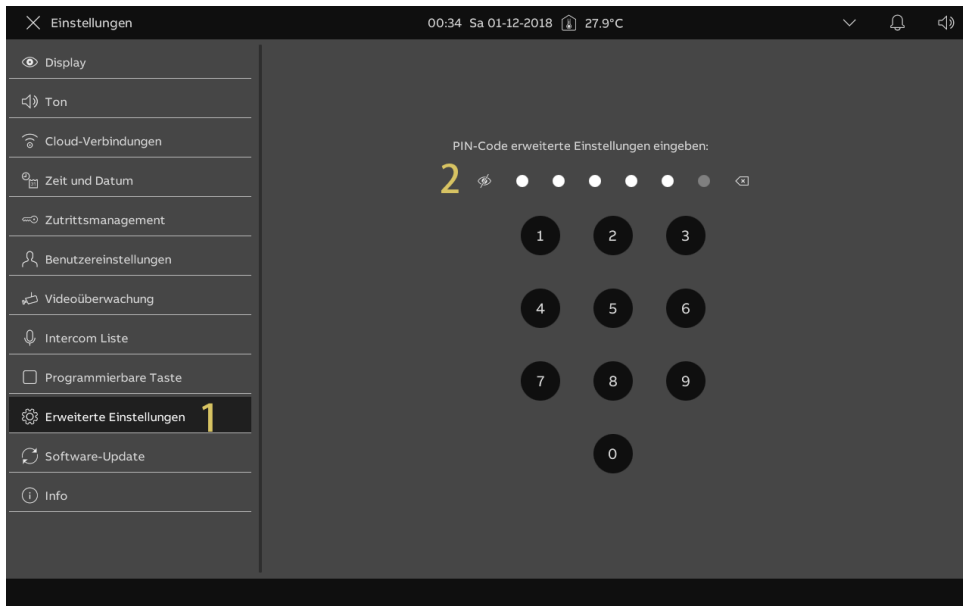 Einstellungen
00:34 Sa 01-12-2018 27.9°C
Display
Ton
Cloud-Verbindungen
Zeit und Datum
Zutrittsmanagement
Benutzereinstellungen
Videoüberwachung
Intercom Liste
Programmierbare Taste
Erweiterte Einstellungen 1
Software-Update
Info
PIN-Code erweiterte Einstellungen eingeben:
2
1 2 3
4 5 6
7 8 9
0